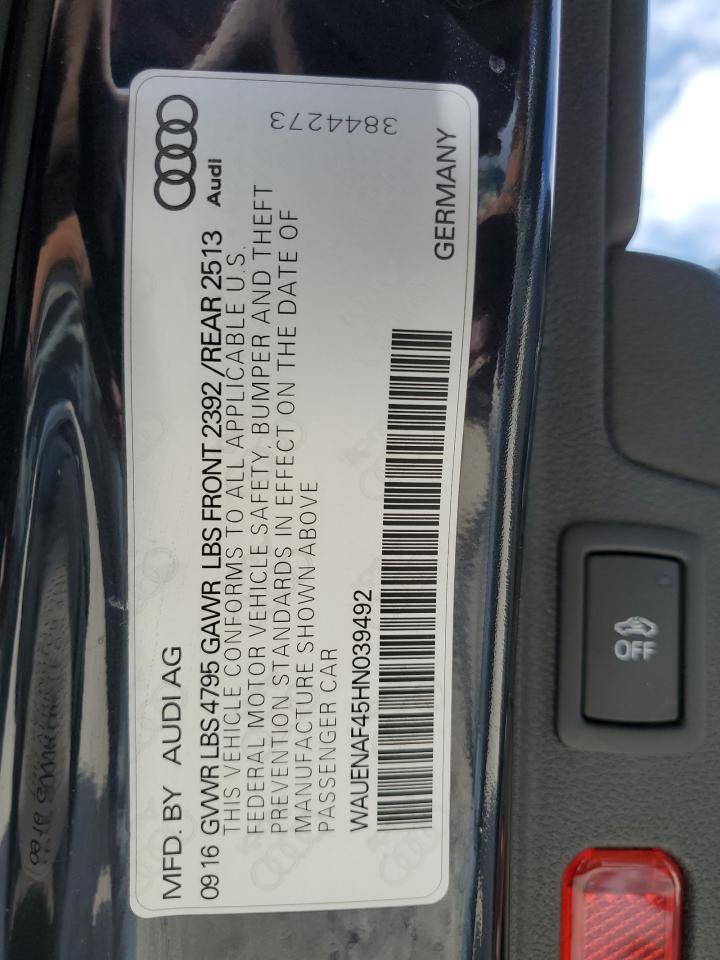 MFD. BY AUDI AG
Audi
0916 GVWR LBS 4795 GAWR LBS FRONT 2392 /REAR 2513
THIS VEHICLE CONFORMS TO ALL APPLICABLE U.S.
FEDERAL MOTOR VEHICLE SAFETY, BUMPER AND THEFT
PREVENTION STANDARDS IN EFFECT ON THE DATE OF
MANUFACTURE SHOWN ABOVE
PASSENGER CAR
3844273
WAUENAF45HN039492
GERMANY
OFF